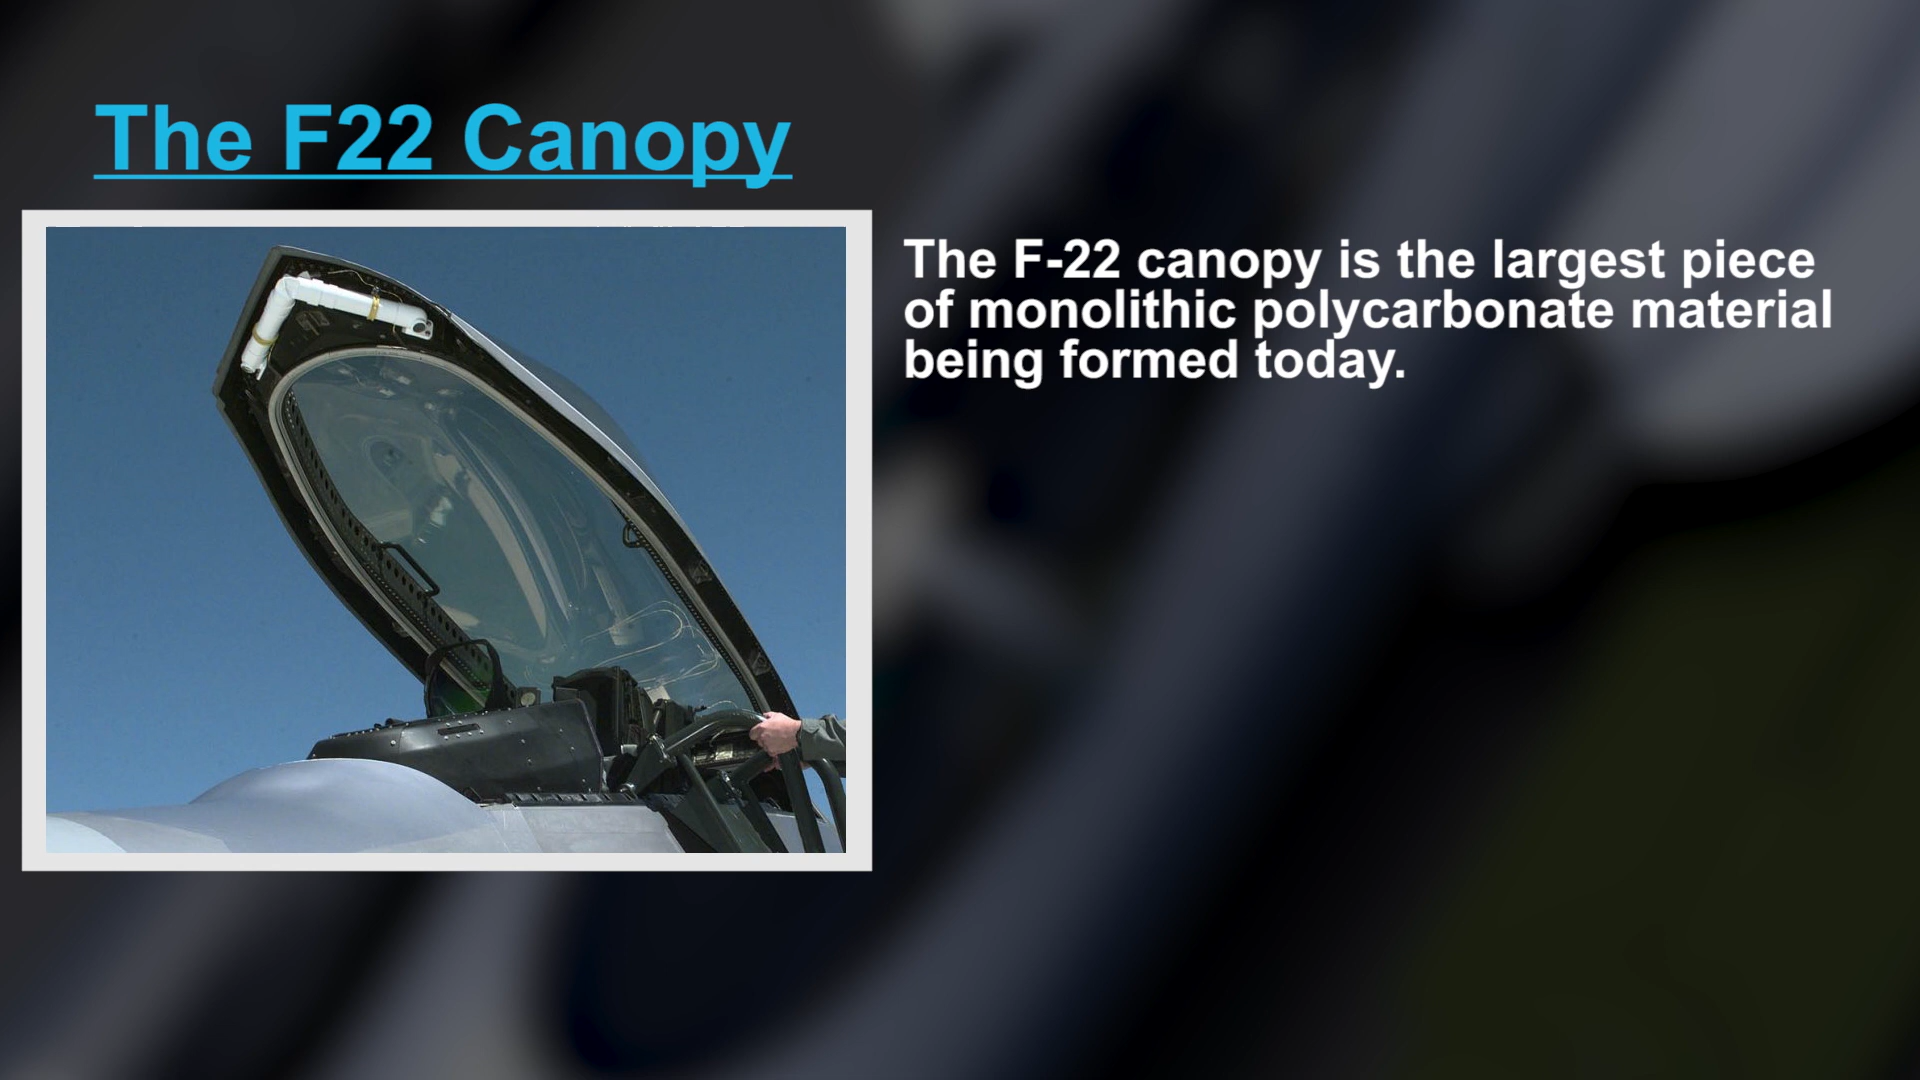 The F22 Canopy
The F-22 canopy is the largest piece
of monolithic polycarbonate material
being formed today.